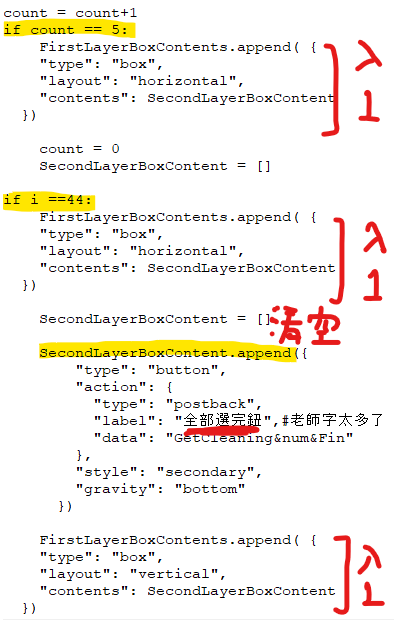 count = count+1
if count == 5:
FirstLayerBoxContents.append( {
"type": "box",
"layout": "horizontal",
"contents": SecondLayerBoxContent
})
入1
count = 0
SecondLayerBoxContent = []
if i ==44:
FirstLayerBoxContents.append( {
"type": "box",
"layout": "horizontal",
"contents": SecondLayerBoxContent
})
入1
SecondLayerBoxContent = [] 清空
SecondLayerBoxContent.append({
"type": "button",
"action": {
"type": "postback",
"label": "全部選完鈕",#老師字太多了
"data": "GetCleaning&num&Fin"
},
"style": "secondary",
"gravity": "bottom"
})
FirstLayerBoxContents.append( {
"type": "box",
"layout": "vertical",
"contents": SecondLayerBoxContent
})
入1